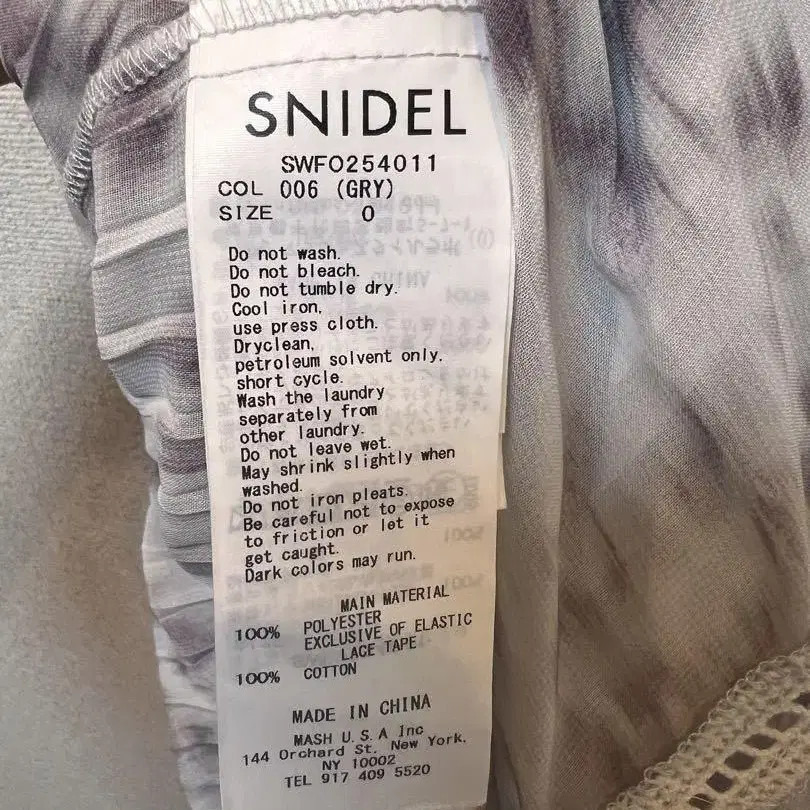 SNIDEL
SWFO254011
COL 006 (GRY)
SIZE 0
Do not wash.
Do not bleach.
Do not tumble dry.
Cool iron,
use press cloth.
Dryclean,
petroleum solvent only.
short cycle.
Wash the laundry
separately from
other laundry.
Do not leave wet.
May shrink slightly when
washed.
Do not iron pleats.
Be careful not to expose
to friction or let it
get caught.
Dark colors may run.
MAIN MATERIAL
100% POLYESTER
EXCLUSIVE OF ELASTIC
LACE TAPE
100% COTTON
MADE IN CHINA
MASH U.S.A Inc
144 Orchard St. New York,
NY 10002
TEL 917 409 5520